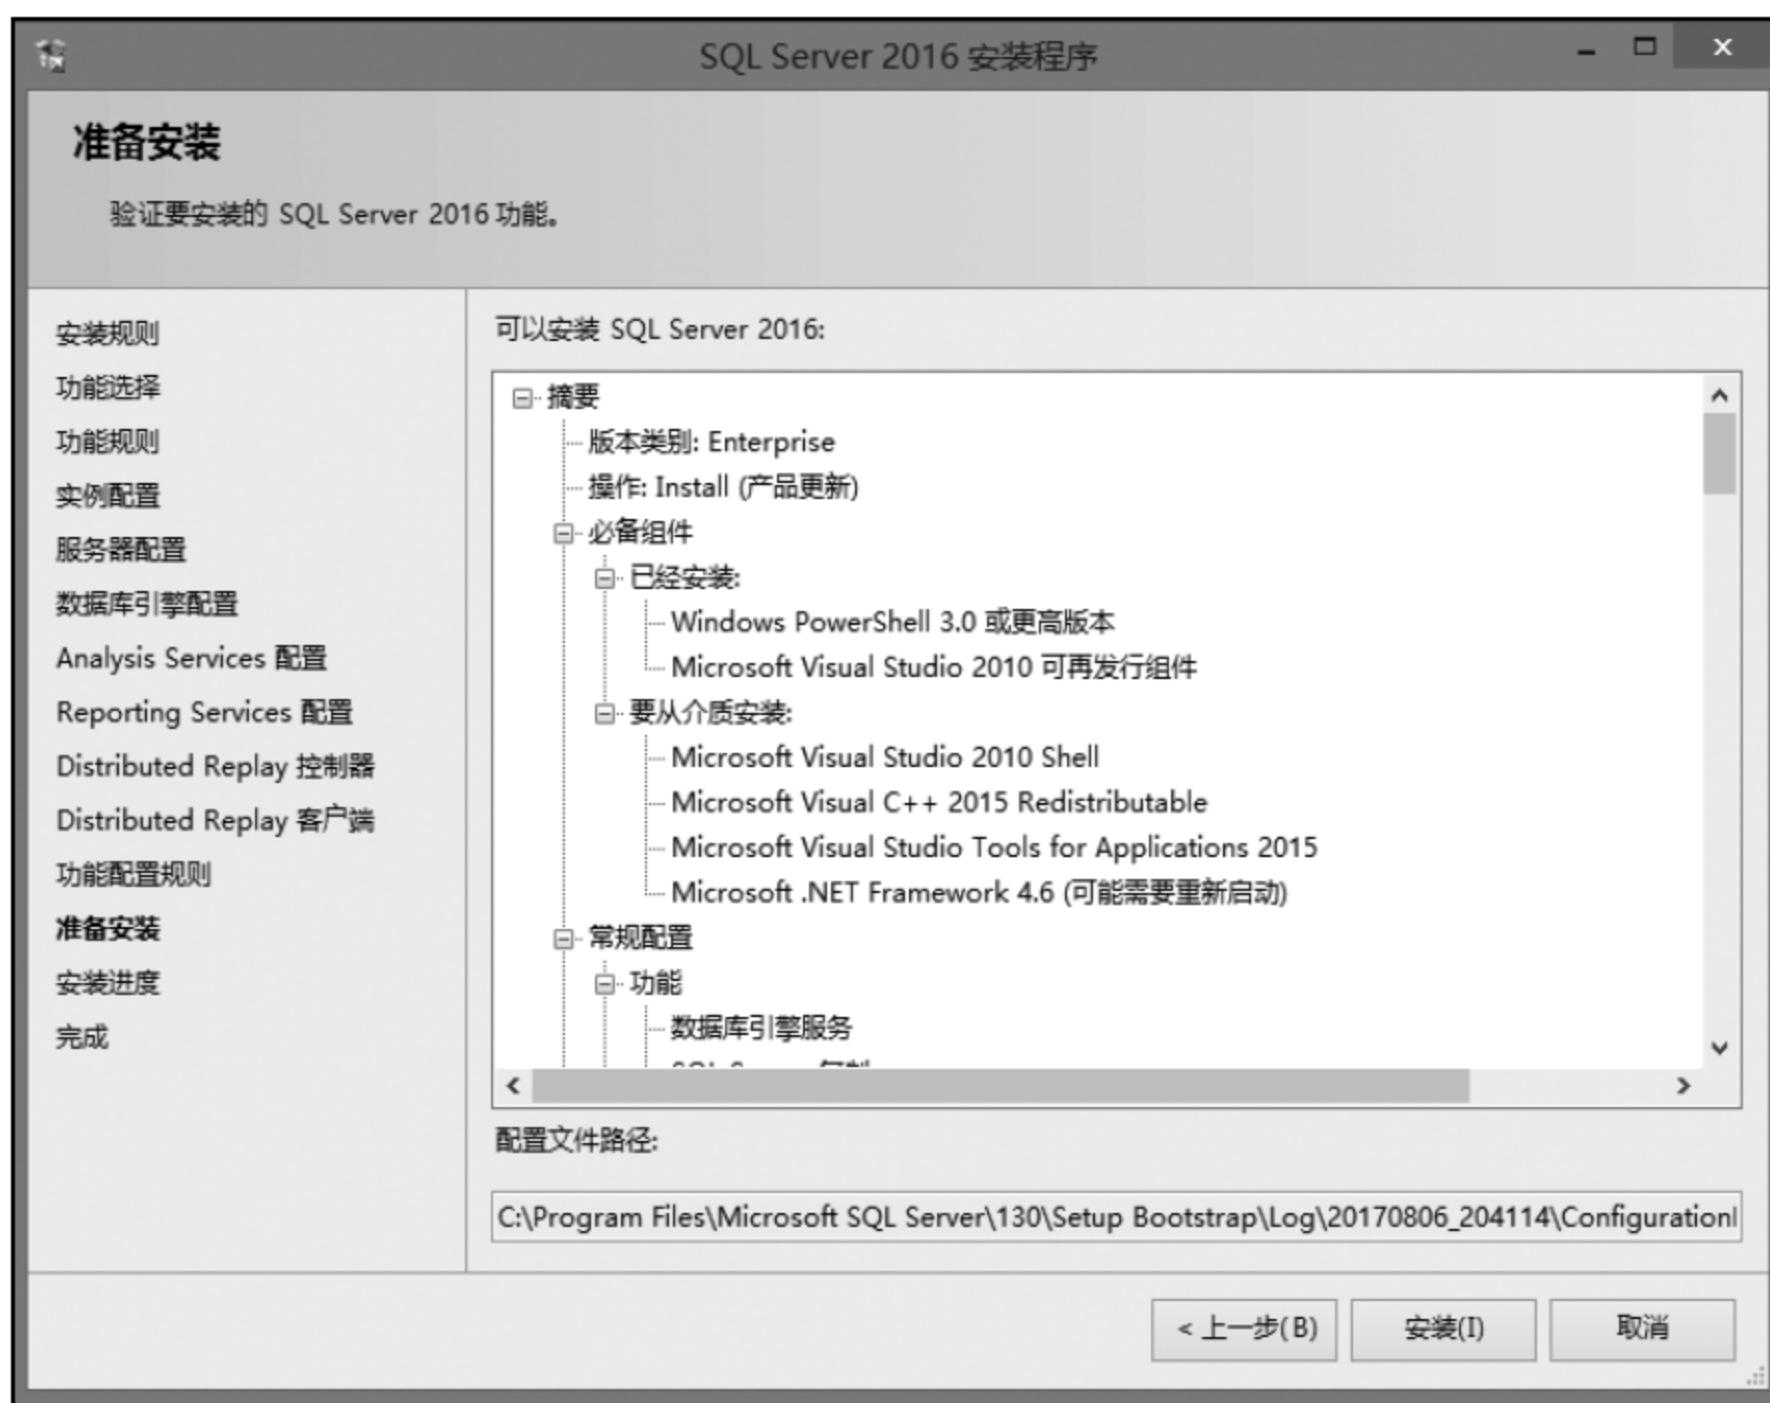 SQL Server 2016 安装程序
准备安装
验证要安装的 SQL Server 2016 功能。
安装规则
功能选择
功能规则
实例配置
服务器配置
数据库引擎配置
Analysis Services 配置
Reporting Services 配置
Distributed Replay 控制器
Distributed Replay 客户端
功能配置规则
准备安装
安装进度
完成
可以安装 SQL Server 2016:
摘要
版本类别: Enterprise
操作: Install (产品更新)
必备组件
已经安装:
Windows PowerShell 3.0 或更高版本
Microsoft Visual Studio 2010 可再发行组件
要从介质安装:
Microsoft Visual Studio 2010 Shell
Microsoft Visual C++ 2015 Redistributable
Microsoft Visual Studio Tools for Applications 2015
Microsoft .NET Framework 4.6 (可能需要重新启动)
常规配置
功能
数据库引擎服务
配置文件路径:
C:\Program Files\Microsoft SQL Server\130\Setup Bootstrap\Log\20170806_204114\Configuration
< 上一步(B)
安装(I)
取消